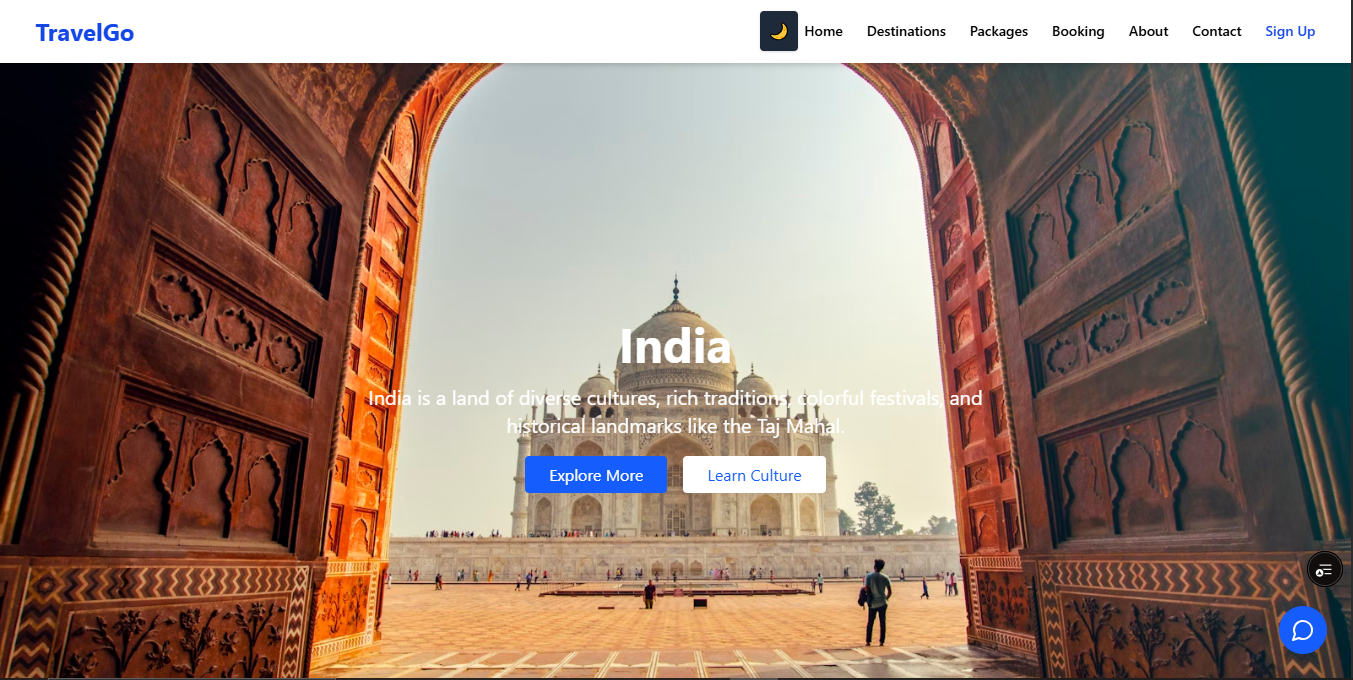 TravelGo
Home Destinations Packages Booking About Contact Sign Up
India
India is a land of diverse cultures, rich traditions, colorful festivals, and
historical landmarks like the Taj Mahal.
Explore More Learn Culture